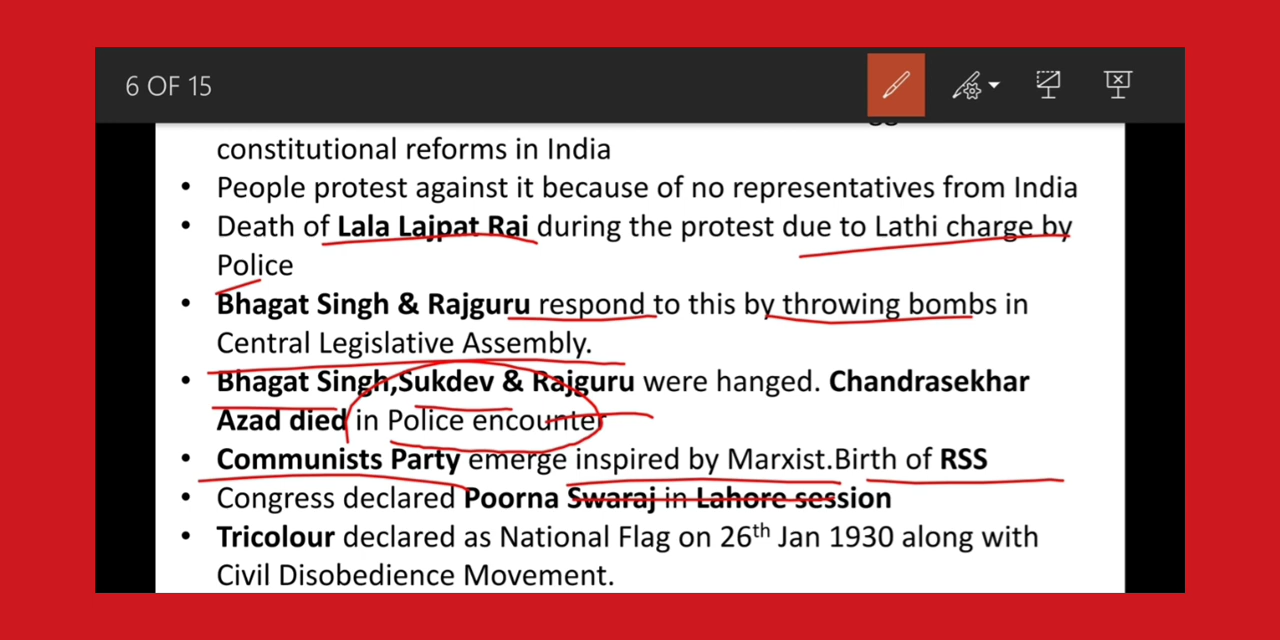 6 OF 15
constitutional reforms in India
• People protest against it because of no representatives from India
• Death of Lala Lajpat Rai during the protest due to Lathi charge by
Police
• Bhagat Singh & Rajguru respond to this by throwing bombs in
Central Legislative Assembly.
• Bhagat Singh,Sukdev & Rajguru were hanged. Chandrasekhar
Azad died in Police encounter
• Communists Party emerge inspired by Marxist.Birth of RSS
• Congress declared Poorna Swaraj in Lahore session
• Tricolour declared as National Flag on 26th Jan 1930 along with
Civil Disobedience Movement.